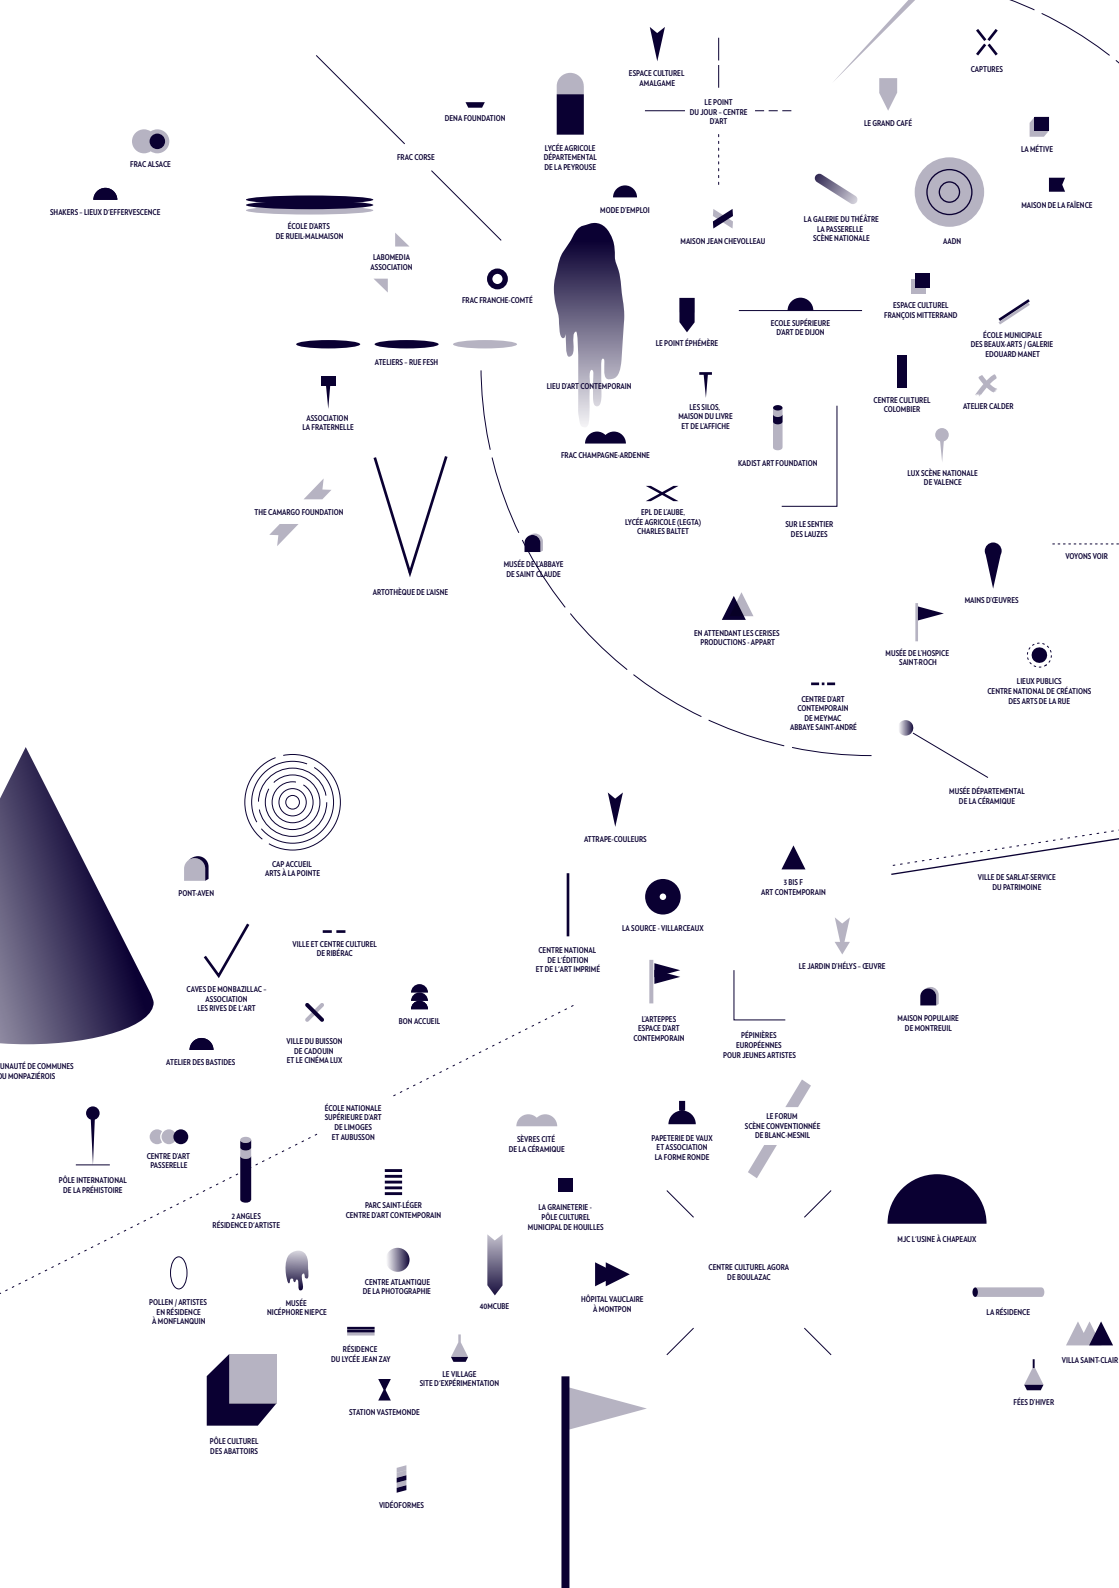 ESPACE CULTUREL
AMALGAME
CAPTURES
LE POINT
DU JOUR - CENTRE
D'ART
DENA FOUNDATION
LE GRAND CAFÉ
LYCÉE AGRICOLE
DÉPARTEMENTAL
DE LA PEYROUSE
LA MÉTIVE
FRAC CORSE
FRAC ALSACE
SHAKERS - LIEUX D'EFFERVESCENCE
MODE D'EMPLOI
MAISON DE LA FAÏENCE
ÉCOLE D'ARTS
DE RUEIL-MALMAISON
LA GALERIE DU THÉÂTRE
LA PASSERELLE
SCÈNE NATIONALE
MAISON JEAN CHEVOLLEAU
AADN
LABOMEDIA
ASSOCIATION
FRAC FRANCHE-COMTÉ
ESPACE CULTUREL
FRANÇOIS MITTERRAND
ECOLE SUPÉRIEURE
D'ART DE DIJON
LE POINT ÉPHÉMÈRE
ÉCOLE MUNICIPALE
DES BEAUX-ARTS / GALERIE
EDOUARD MANET
ATELIERS - RUE FESH
LIEU D'ART CONTEMPORAIN
CENTRE CULTUREL
COLOMBIER
ATELIER CALDER
LES SILOS,
MAISON DU LIVRE
ET DE L'AFFICHE
ASSOCIATION
LA FRATERNELLE
FRAC CHAMPAGNE-ARDENNE
KADIST ART FOUNDATION
LUX SCÈNE NATIONALE
DE VALENCE
THE CAMARGO FOUNDATION
EPL DE L'AUBE,
LYCÉE AGRICOLE (LEGTA)
CHARLES BALTET
SUR LE SENTIER
DES LAUZES
VOYONS VOIR
MUSÉE DE L'ABBAYE
DE SAINT CLAUDE
ARTOTHÈQUE DE L'AISNE
MAINS D'ŒUVRES
EN ATTENDANT LES CERISES
PRODUCTIONS - APPART
MUSÉE DE L'HOSPICE
SAINT-ROCH
LIEUX PUBLICS
CENTRE NATIONAL DE CRÉATIONS
DES ARTS DE LA RUE
CENTRE D'ART
CONTEMPORAIN
DE MEYMAC
ABBAYE SAINT-ANDRÉ
MUSÉE DÉPARTEMENTAL
DE LA CÉRAMIQUE
ATTRAPE-COULEURS
CAP ACCUEIL
ARTS À LA POINTE
PONT-AVEN
3 BIS F
ART CONTEMPORAIN
VILLE DE SARLAT-SERVICE
DU PATRIMOINE
LA SOURCE - VILLARCEAUX
VILLE ET CENTRE CULTUREL
DE RIBÉRAC
CENTRE NATIONAL
DE L'ÉDITION
ET DE L'ART IMPRIMÉ
LE JARDIN D'HÉLYS - ŒUVRE
CAVES DE MONBAZILLAC -
ASSOCIATION
LES RIVES DE L'ART
BON ACCUEIL
L'ARTEPPES
ESPACE D'ART
CONTEMPORAIN
MAISON POPULAIRE
DE MONTREUIL
PÉPINIÈRES
EUROPÉENNES
POUR JEUNES ARTISTES
VILLE DU BUISSON
DE CADOUIN
ET LE CINÉMA LUX
ATELIER DES BASTIDES
UNAUTÉ DE COMMUNES
DU MONPAZIÉROIS
ÉCOLE NATIONALE
SUPÉRIEURE D'ART
DE LIMOGES
ET AUBUSSON
LE FORUM
SCÈNE CONVENTIONNÉE
DE BLANC-MESNIL
SÈVRES CITÉ
DE LA CÉRAMIQUE
PAPETERIE DE VAUX
ET ASSOCIATION
LA FORME RONDE
CENTRE D'ART
PASSERELLE
PÔLE INTERNATIONAL
DE LA PRÉHISTOIRE
PARC SAINT-LÉGER
CENTRE D'ART CONTEMPORAIN
2 ANGLES
RÉSIDENCE D'ARTISTE
LA GRAINETERIE -
PÔLE CULTUREL
MUNICIPAL DE HOUILLES
MJC L'USINE À CHAPEAUX
CENTRE CULTUREL AGORA
DE BOULAZAC
CENTRE ATLANTIQUE
DE LA PHOTOGRAPHIE
POLLEN / ARTISTES
EN RÉSIDENCE
À MONFLANQUIN
MUSÉE
NICÉPHORE NIEPCE
40MCUBE
HÔPITAL VAUCLAIRE
À MONTPON
LA RÉSIDENCE
RÉSIDENCE
DU LYCÉE JEAN ZAY
VILLA SAINT-CLAIR
LE VILLAGE
SITE D'EXPÉRIMENTATION
FÉES D'HIVER
STATION VASTEMONDE
PÔLE CULTUREL
DES ABATTOIRS
VIDÉOFORMES